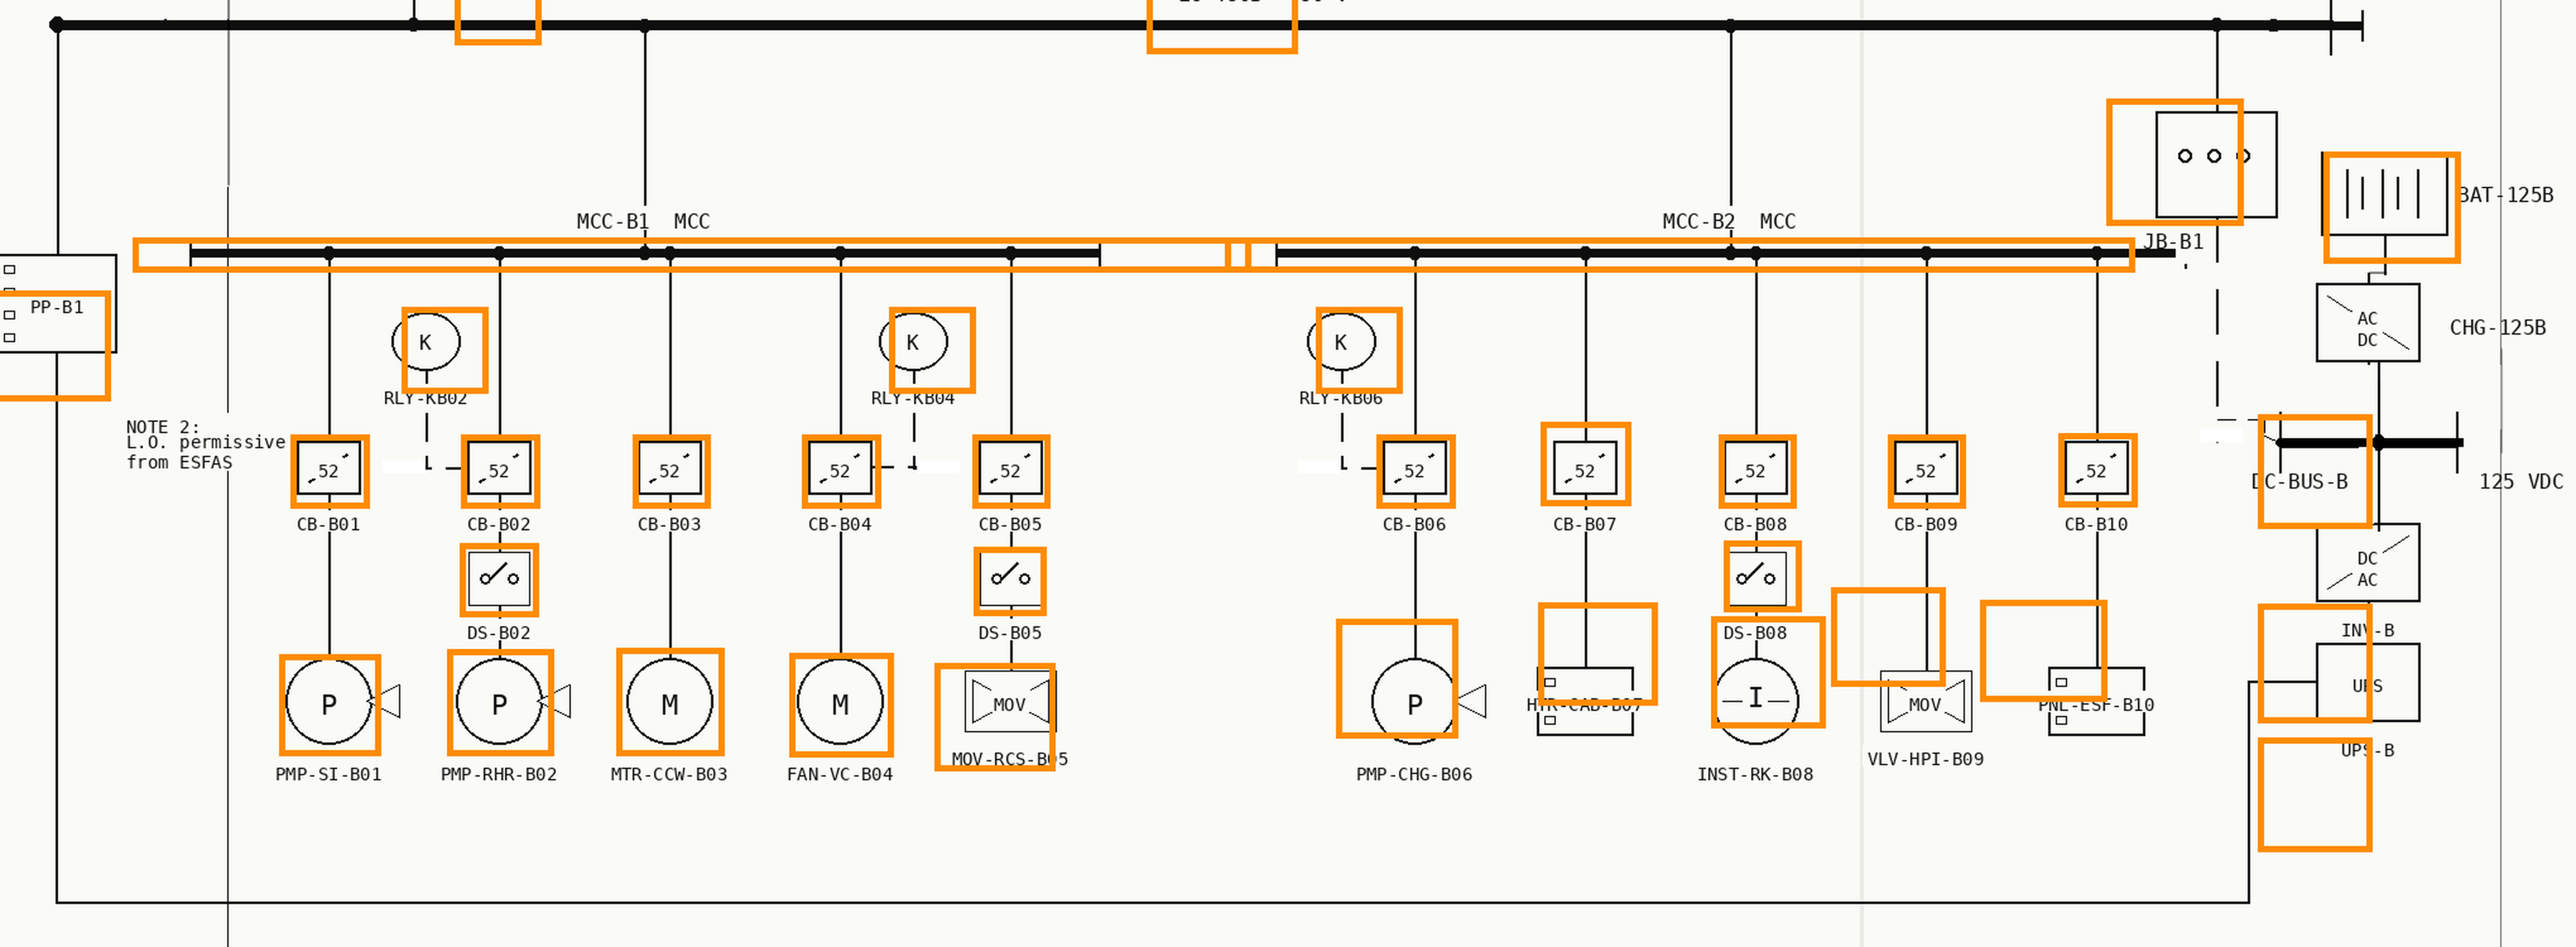 MCC-B1 MCC
MCC-B2 MCC
BAT-125B
JB-B1
PP-B1
AC
DC
CHG-125B
K
K
K
RLY-KB02
RLY-KB04
RLY-KB06
NOTE 2:
L.O. permissive
from ESFAS
52
52
52
52
52
52
52
52
52
52
DC-BUS-B
125 VDC
CB-B01
CB-B02
CB-B03
CB-B04
CB-B05
CB-B06
CB-B07
CB-B08
CB-B09
CB-B10
DC
AC
DS-B02
DS-B05
DS-B08
INV-B
UPS
P
P
M
M
MOV
P
HTR-CAB-B07
I
MOV
PNL-ESF-B10
UPS-B
MOV-RCS-B05
VLV-HPI-B09
PMP-SI-B01
PMP-RHR-B02
MTR-CCW-B03
FAN-VC-B04
PMP-CHG-B06
INST-RK-B08